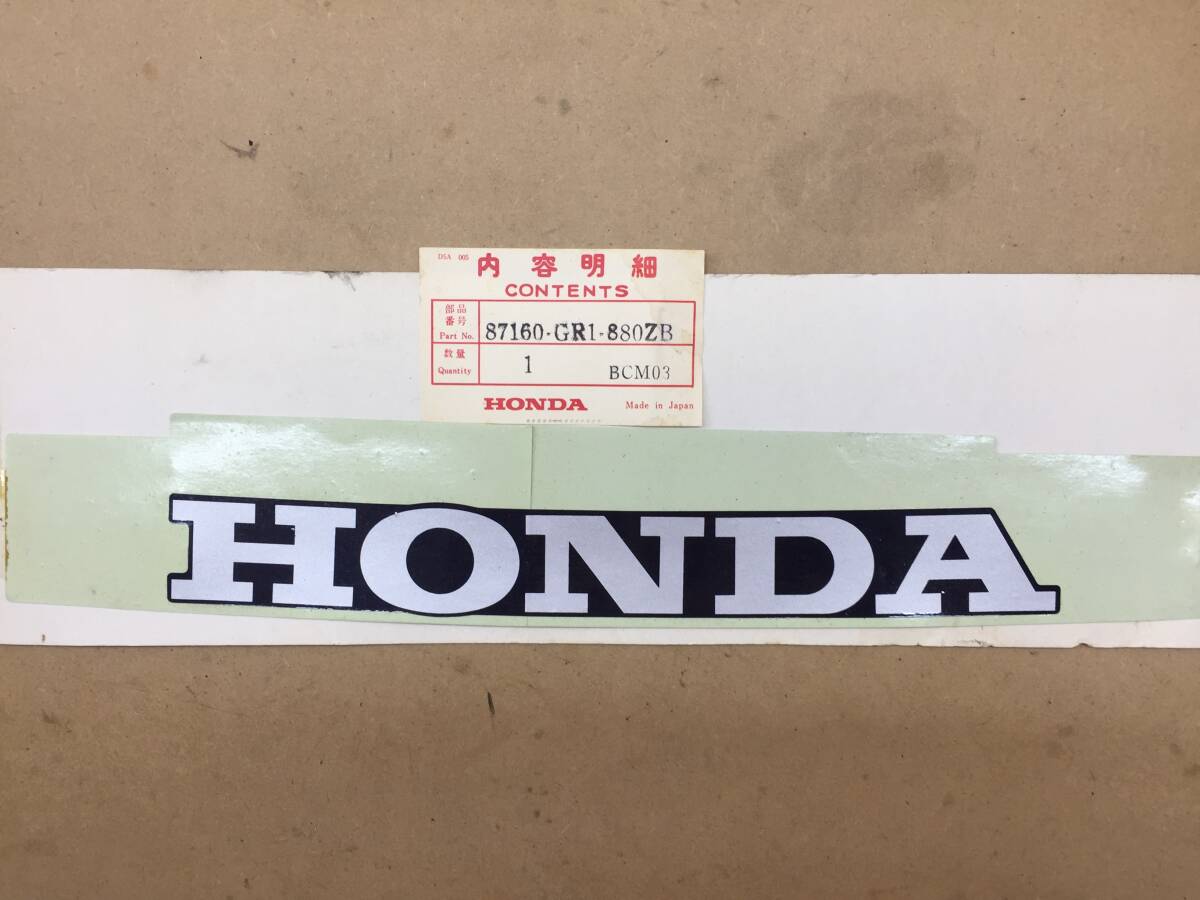 DSA 005
内容明細
CONTENTS
部品
番号
Part No. 87160-GR1-880ZB
数量
Quantity 1 BCM03
HONDA Made in Japan
HONDA